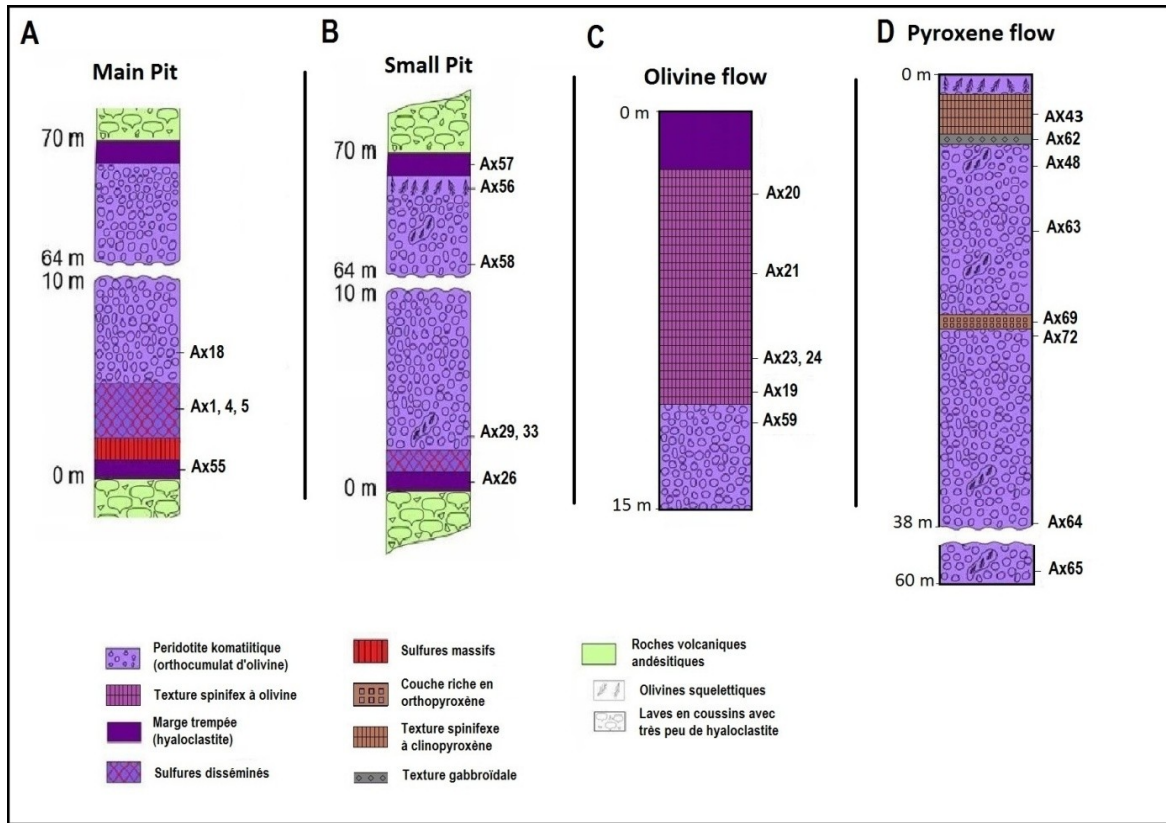 A
Main Pit
70 m
64 m
10 m
Ax18
Ax1, 4, 5
Ax55
0 m
B
Small Pit
70 m
Ax57
Ax56
Ax58
64 m
10 m
Ax29, 33
Ax26
0 m
C
Olivine flow
0 m
Ax20
Ax21
Ax23, 24
Ax19
Ax59
15 m
D
Pyroxene flow
0 m
AX43
Ax62
Ax48
Ax63
Ax69
Ax72
Ax64
38 m
Ax65
60 m
Peridotite komatiitique
(orthocumulat d'olivine)
Texture spinifex à olivine
Marge trempée
(hyaloclastite)
Sulfures disséminés
Sulfures massifs
Couche riche en
orthopyroxène
Texture spinifexe
à clinopyroxène
Texture gabbroïdale
Roches volcaniques
andésitiques
Olivines squelettiques
Laves en coussins avec
très peu de hyaloclastite